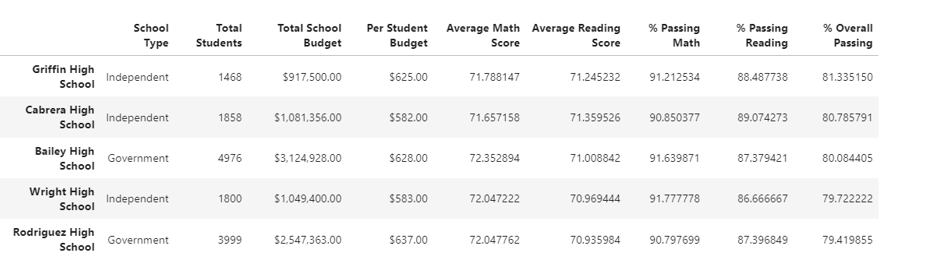 School Type Total Students Total School Budget Per Student Budget Average Math Score Average Reading Score % Passing Math % Passing Reading % Overall Passing
Griffin High School Independent 1468 $917,500.00 $625.00 71.788147 71.245232 91.212534 88.487738 81.335150
Cabrera High School Independent 1858 $1,081,356.00 $582.00 71.657158 71.359526 90.850377 89.074273 80.785791
Bailey High School Government 4976 $3,124,928.00 $628.00 72.352894 71.008842 91.639871 87.379421 80.084405
Wright High School Independent 1800 $1,049,400.00 $583.00 72.047222 70.969444 91.777778 86.666667 79.722222
Rodriguez High School Government 3999 $2,547,363.00 $637.00 72.047762 70.935984 90.797699 87.396849 79.419855